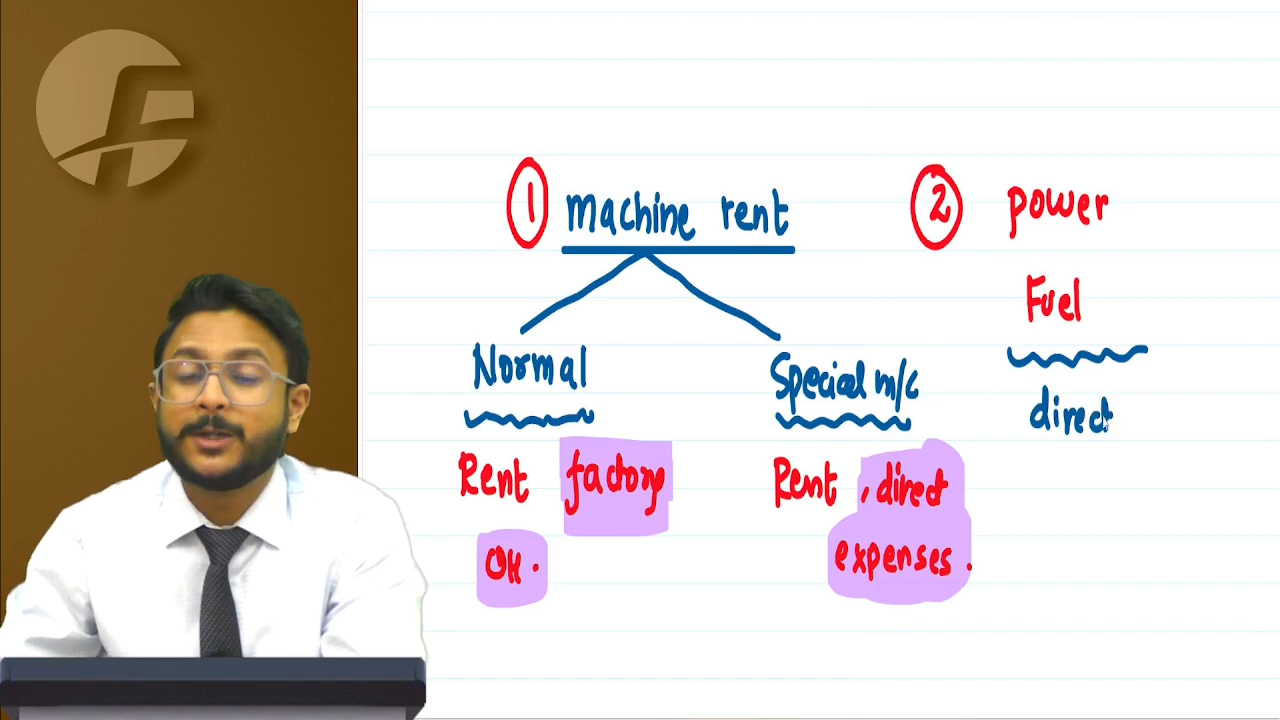 1 machine rent
Normal
Rent factory
OH.
Special m/c
Rent , direct
expenses.
2 power
Fuel
direct